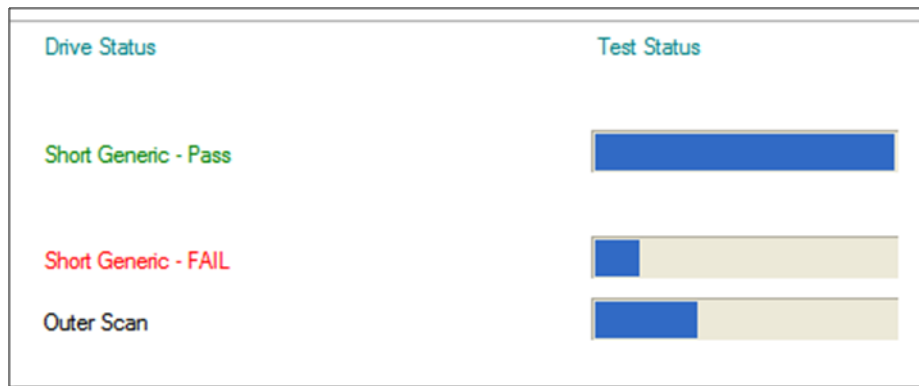 Drive Status
Test Status
Short Generic - Pass
Short Generic - FAIL
Outer Scan